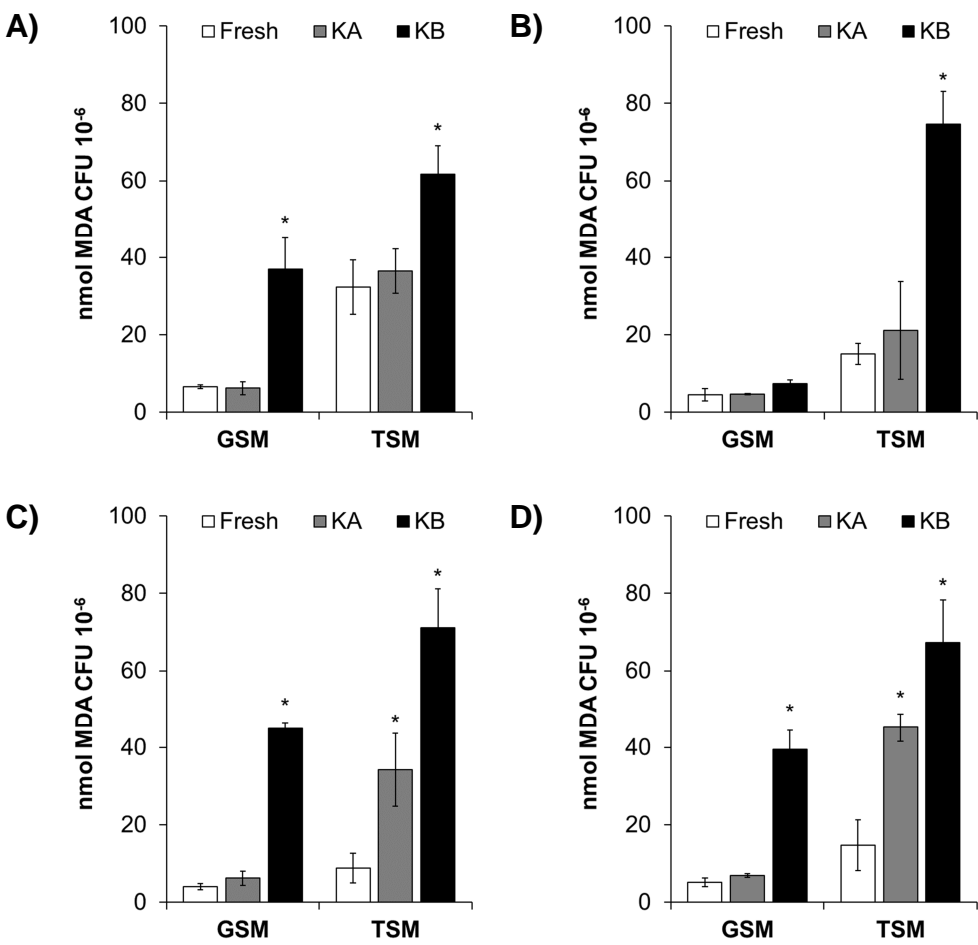 A)
Fresh KA KB
nmol MDA CFU 10⁻⁶
100
80
60
40
20
0
*
*
GSM TSM
B)
Fresh KA KB
nmol MDA CFU 10⁻⁶
100
80
60
40
20
0
*
GSM TSM
C)
Fresh KA KB
nmol MDA CFU 10⁻⁶
100
80
60
40
20
0
*
*
*
GSM TSM
D)
Fresh KA KB
nmol MDA CFU 10⁻⁶
100
80
60
40
20
0
*
*
*
GSM TSM